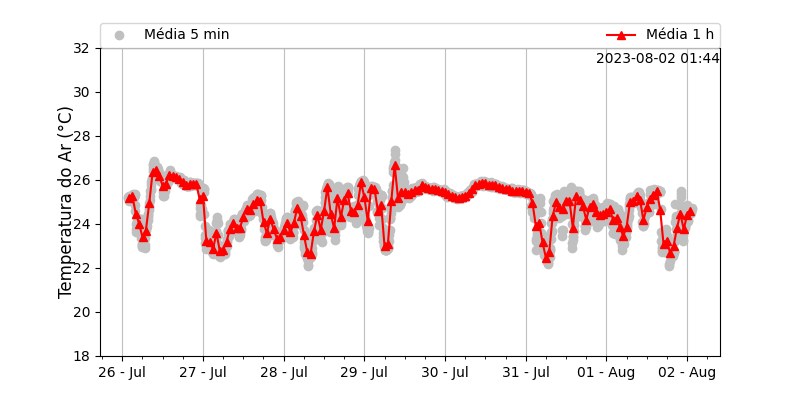 Média 5 min
Média 1 h
2023-08-02 01:44
Temperatura do Ar (°C)
32
30
28
26
24
22
20
18
26 - Jul
27 - Jul
28 - Jul
29 - Jul
30 - Jul
31 - Jul
01 - Aug
02 - Aug